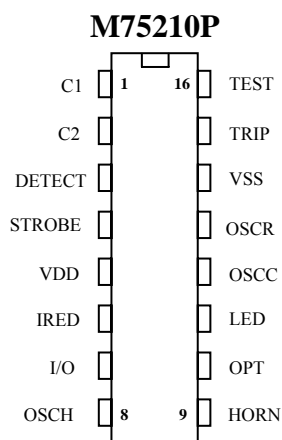 M75210P
C1 1 16 TEST
C2 TRIP
DETECT VSS
STROBE OSCR
VDD OSCC
IRED LED
I/O OPT
OSCH 8 9 HORN